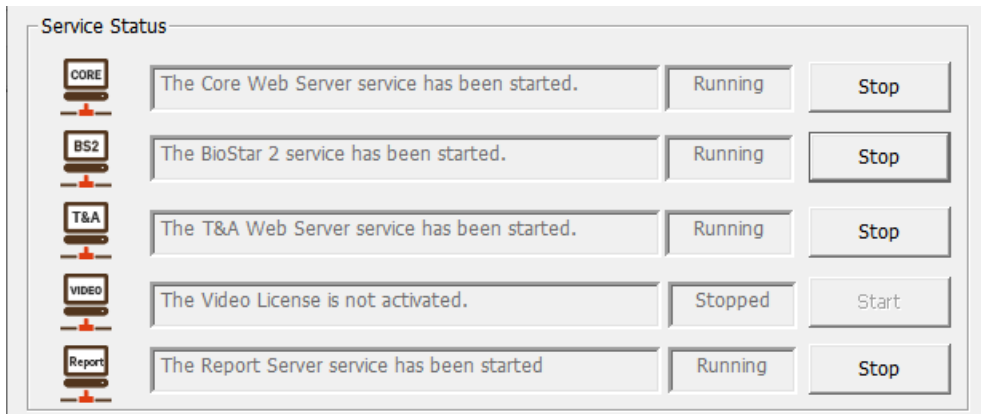 Service Status
CORE The Core Web Server service has been started. Running Stop
BS2 The BioStar 2 service has been started. Running Stop
T&A The T&A Web Server service has been started. Running Stop
VIDEO The Video License is not activated. Stopped Start
Report The Report Server service has been started Running Stop